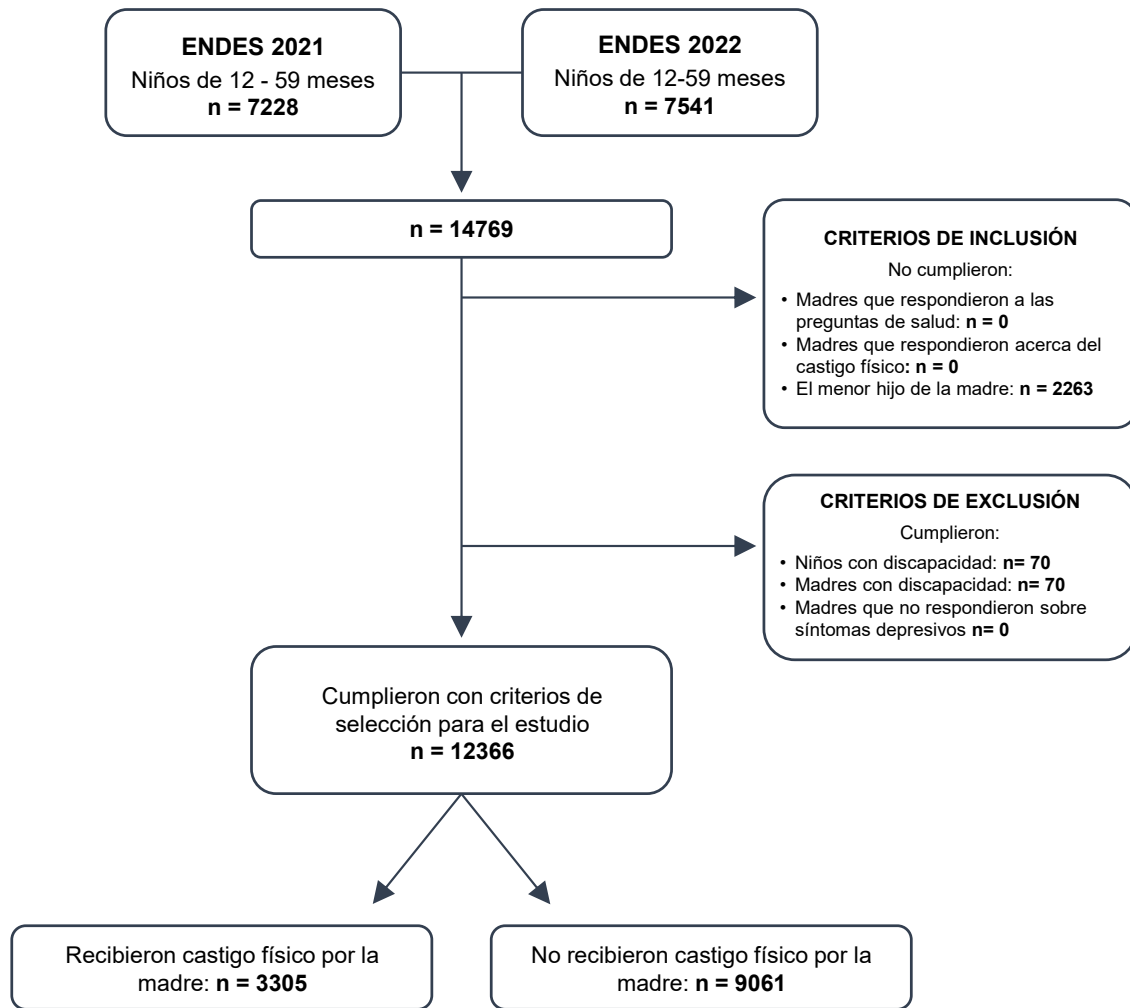 ENDES 2021
Niños de 12 - 59 meses
n = 7228
ENDES 2022
Niños de 12-59 meses
n = 7541
n = 14769
CRITERIOS DE INCLUSIÓN
No cumplieron:
• Madres que respondieron a las
preguntas de salud: n = 0
• Madres que respondieron acerca del
castigo físico: n = 0
• El menor hijo de la madre: n = 2263
CRITERIOS DE EXCLUSIÓN
Cumplieron:
• Niños con discapacidad: n= 70
• Madres con discapacidad: n= 70
• Madres que no respondieron sobre
síntomas depresivos n= 0
Cumplieron con criterios de
selección para el estudio
n = 12366
Recibieron castigo físico por la
madre: n = 3305
No recibieron castigo físico por la
madre: n = 9061